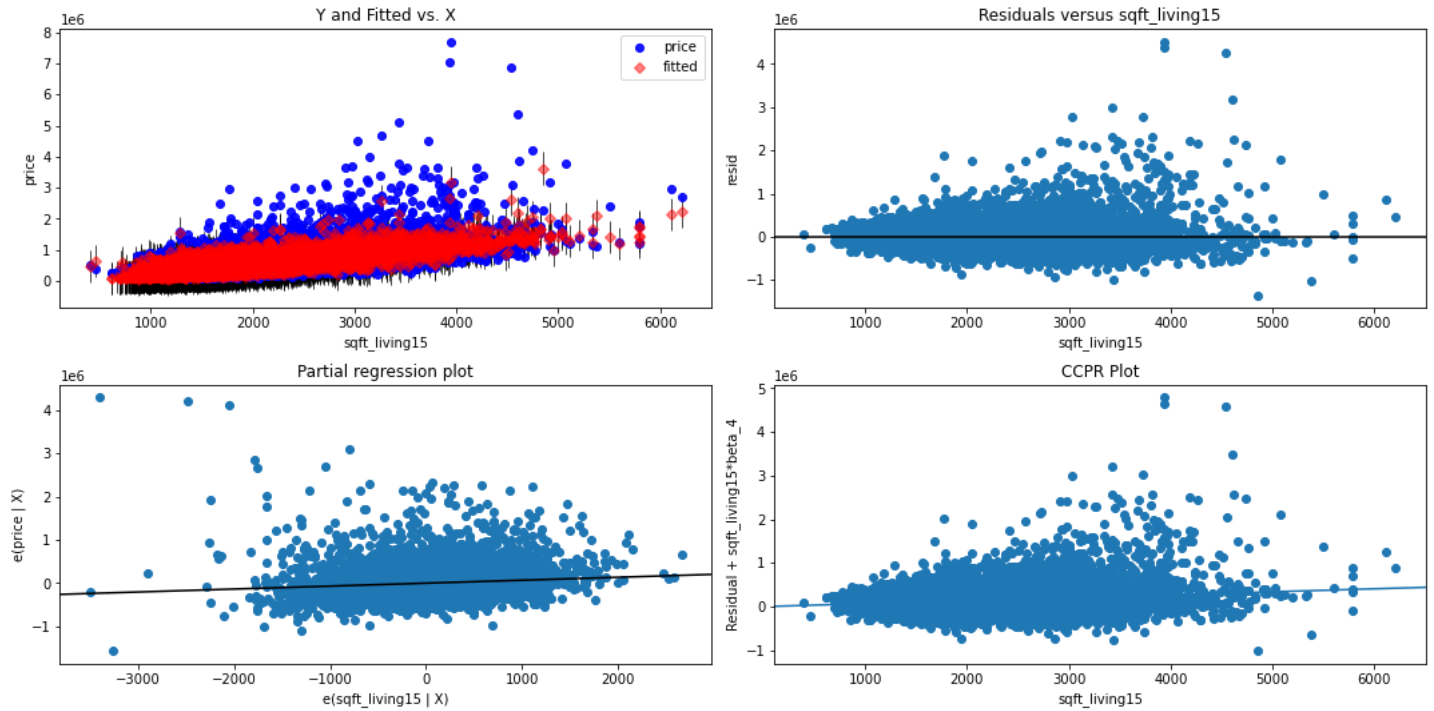 Y and Fitted vs. X
1e6
price
fitted
8
7
6
5
4
3
2
1
0
price
1000 2000 3000 4000 5000 6000
sqft_living15
Residuals versus sqft_living15
1e6
4
3
2
1
0
−1
resid
1000 2000 3000 4000 5000 6000
sqft_living15
Partial regression plot
1e6
4
3
2
1
0
−1
e(price | X)
−3000 −2000 −1000 0 1000 2000
e(sqft_living15 | X)
CCPR Plot
1e6
5
4
3
2
1
0
−1
Residual + sqft_living15*beta_4
1000 2000 3000 4000 5000 6000
sqft_living15